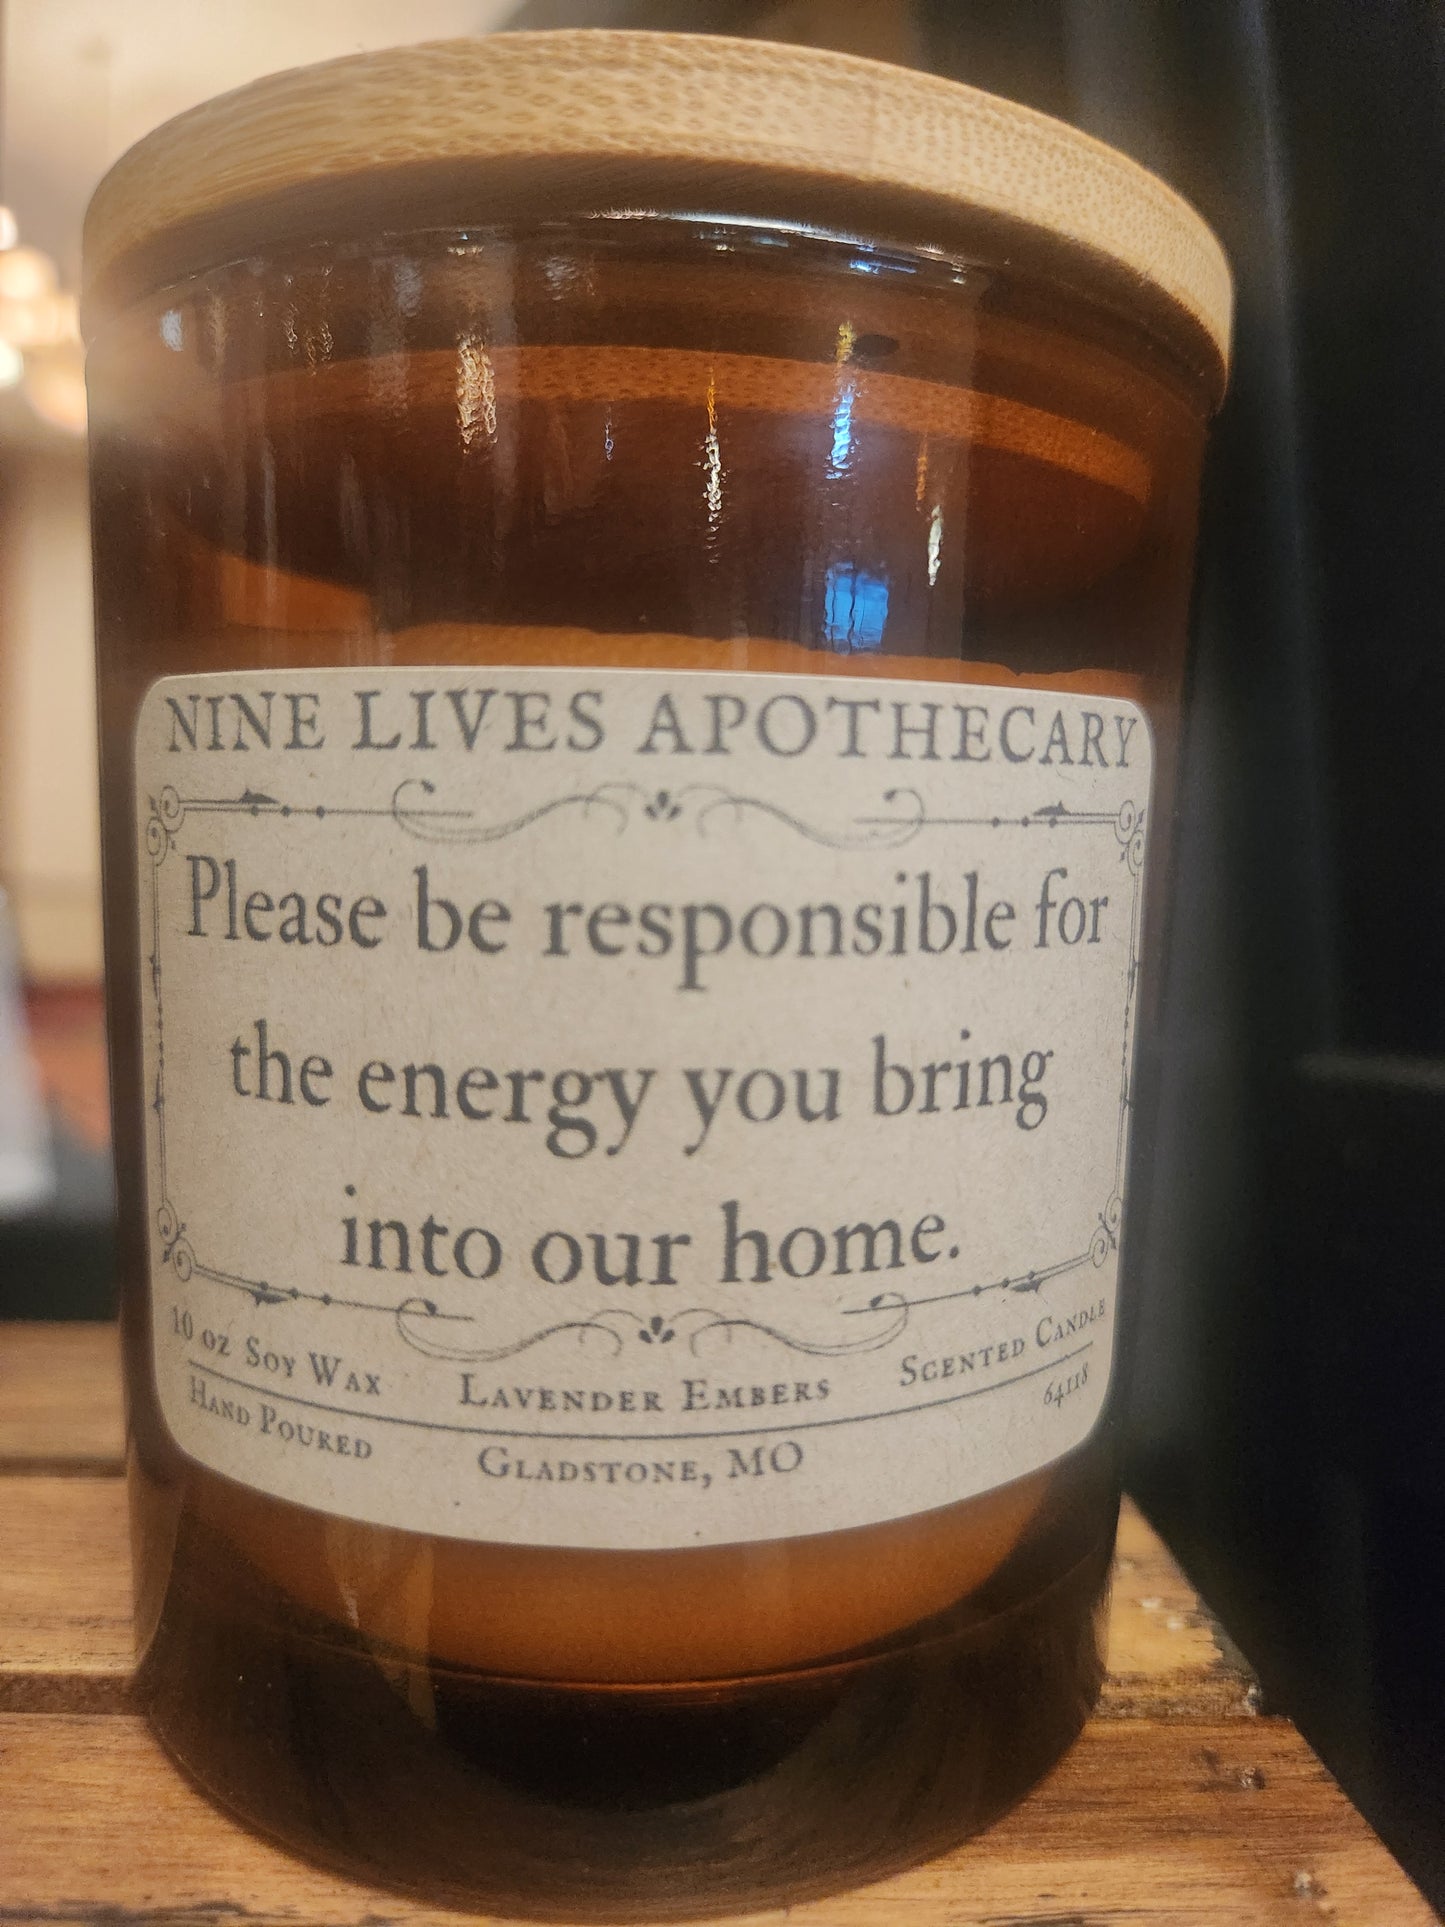 NINE LIVES APOTHECARY
Please be responsible for
the energy you bring
into our home.
10 oz Soy Wax
Lavender Embers
Scented Candle
Hand Poured
Gladstone, MO
64118